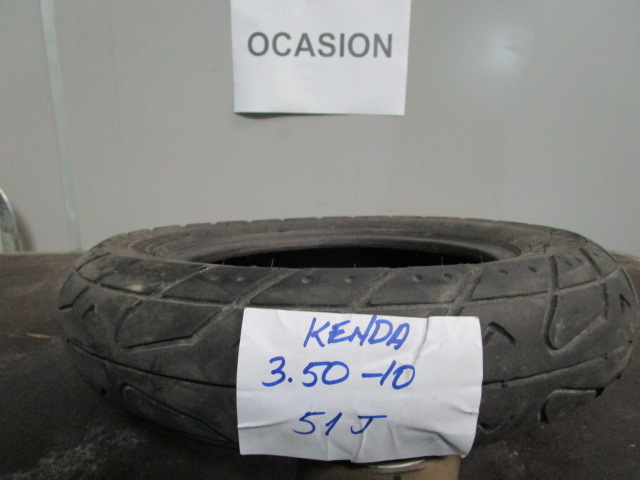 OCASION
KENDA
3.50-10
51 J